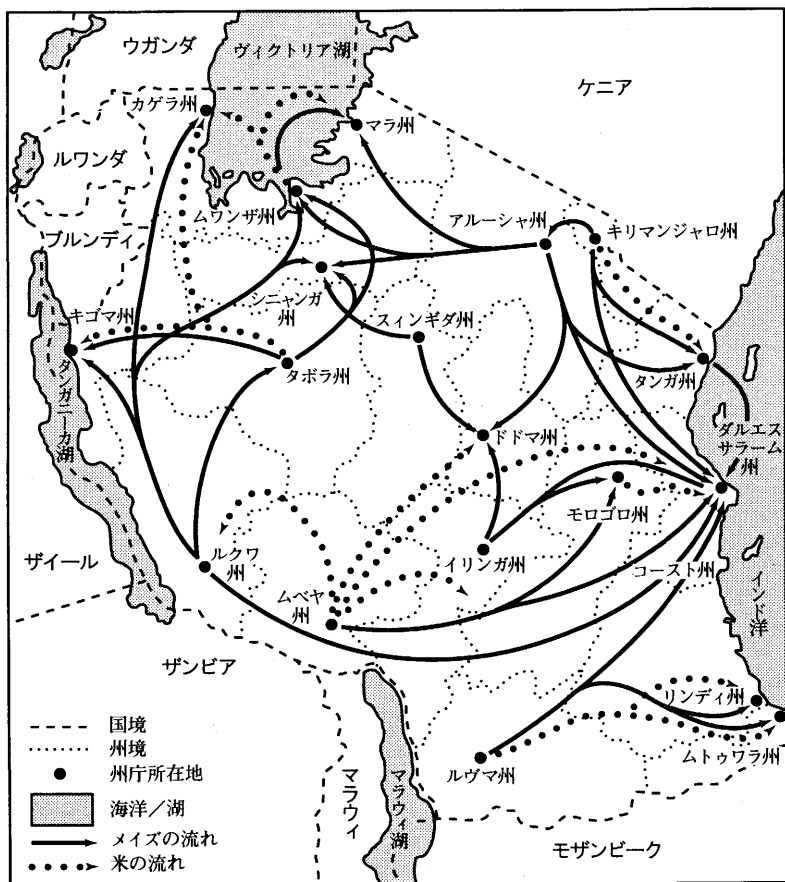 ウガンダ
ヴィクトリア湖
ケニア
カゲラ州
マラ州
ルワンダ
ムワンザ州
アルーシャ州
キリマンジャロ州
ブルンディ
シニャンガ
州
キゴマ州
スィンギダ州
タボラ州
タンガ州
タンガニーカ湖
ドドマ州
ダルエス
サラーム
州
モロゴロ州
ルクワ
州
イリンガ州
コースト州
ザイール
ムベヤ
州
インド洋
ザンビア
リンディ州
ムトゥワラ州
ルヴマ州
マラウィ
マラウィ湖
モザンビーク
国境
州境
州庁所在地
海洋／湖
メイズの流れ
米の流れ